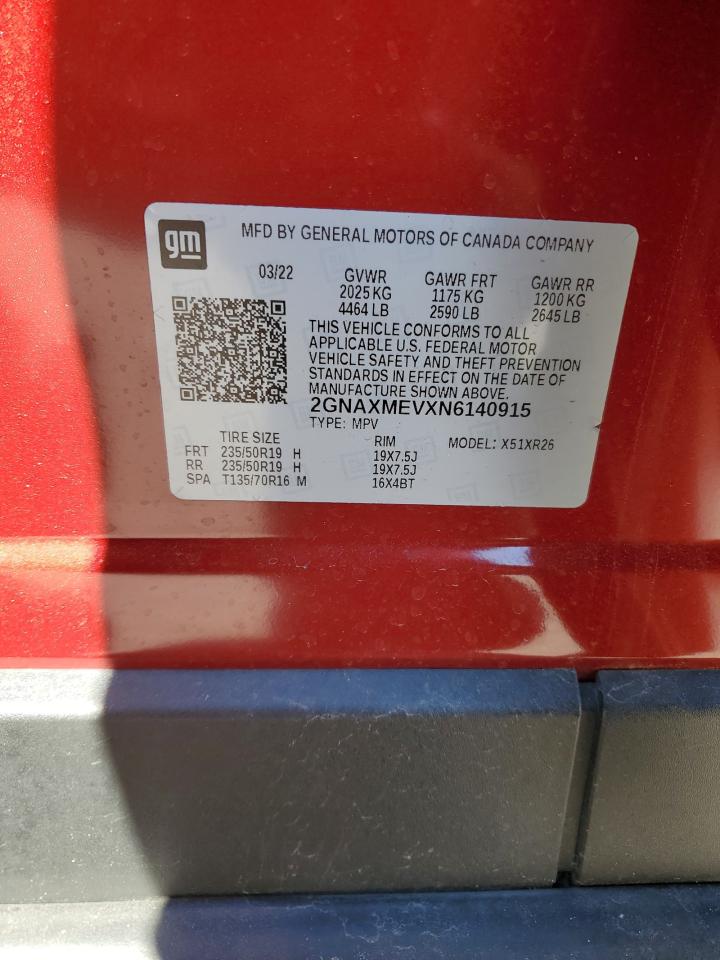 gm
MFD BY GENERAL MOTORS OF CANADA COMPANY
03/22 GVWR GAWR FRT GAWR RR
2025 KG 1175 KG 1200 KG
4464 LB 2590 LB 2645 LB
THIS VEHICLE CONFORMS TO ALL
APPLICABLE U.S. FEDERAL MOTOR
VEHICLE SAFETY AND THEFT PREVENTION
STANDARDS IN EFFECT ON THE DATE OF
MANUFACTURE SHOWN ABOVE.
2GNAXMEVXN6140915
TYPE: MPV
TIRE SIZE RIM MODEL: X51XR26
FRT 235/50R19 H 19X7.5J
RR 235/50R19 H 19X7.5J
SPA T135/70R16 M 16X4BT